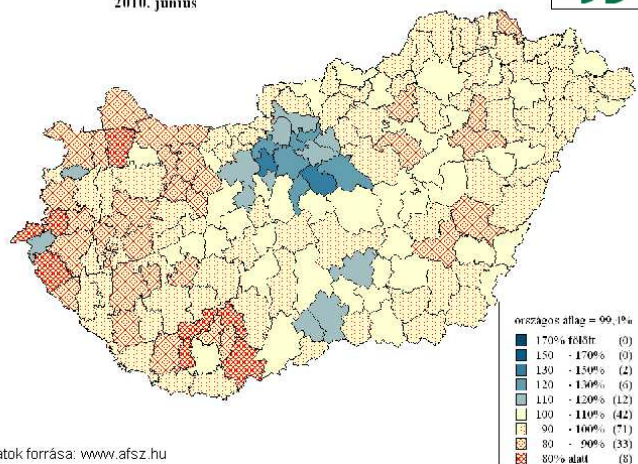 2010. június
országos átlag = 99,4%
170% fölött (0)
150 - 170% (0)
130 - 150% (2)
120 - 130% (6)
110 - 120% (12)
100 - 110% (42)
90 - 100% (71)
80 - 90% (33)
80% alatt (8)
atok forrása: www.afsz.hu